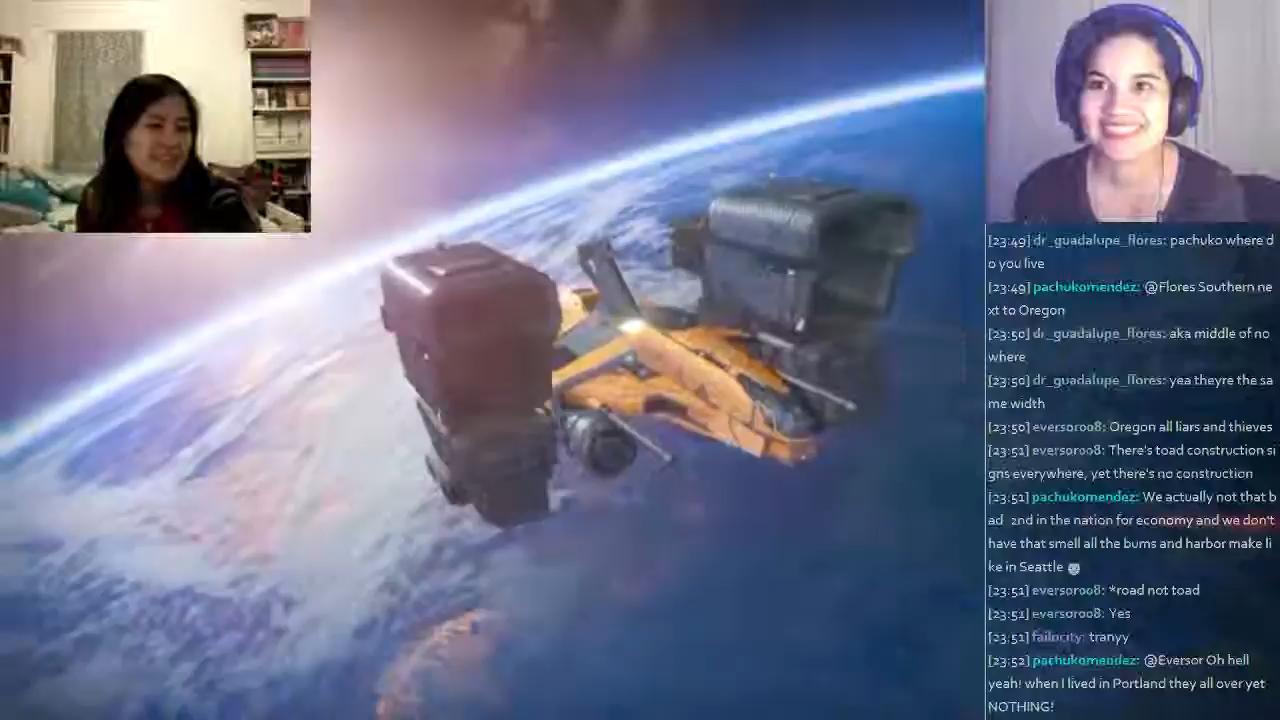 [23:49] dr_guadalupe_flores: pachuko where d
o you live
[23:49] pachukomendez: @Flores Southern ne
xt to Oregon
[23:50] dr_guadalupe_flores: aka middle of no
where
[23:50] dr_guadalupe_flores: yea theyre the sa
me width
[23:50] eversoroo8: Oregon all liars and thieves
[23:51] eversoroo8: There's toad construction si
gns everywhere, yet there's no construction
[23:51] pachukomendez: We actually not that b
ad 2nd in the nation for economy and we don't
have that smell all the bums and harbor make li
ke in Seattle
[23:51] eversoroo8: *road not toad
[23:51] eversoroo8: Yes
[23:51] failocity: tranyy
[23:52] pachukomendez: @Eversor Oh hell
yeah! when I lived in Portland they all over yet
NOTHING!